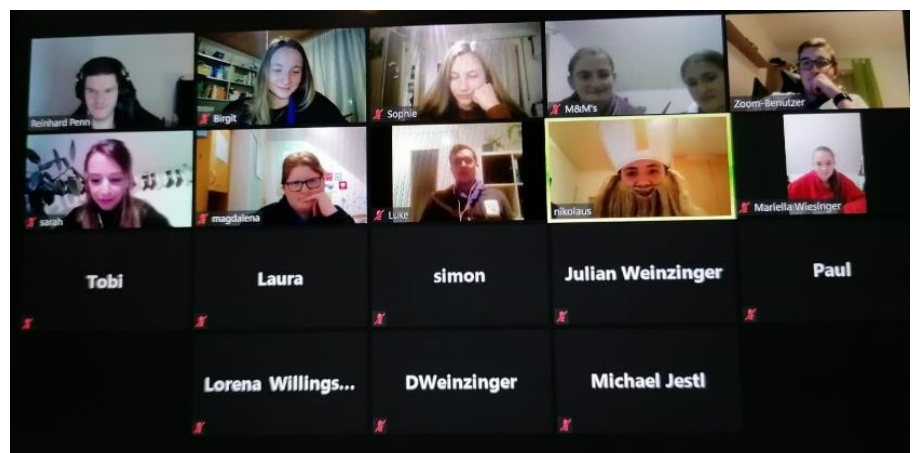 Reinhard Penn
Birgit
Sophie
M&M's
Zoom-Benutzer
sarah
magdalena
Luke
nikolaus
Mariella Wiesinger
Tobi
Laura
simon
Julian Weinzinger
Paul
Lorena Willings...
DWeinzinger
Michael Jestl